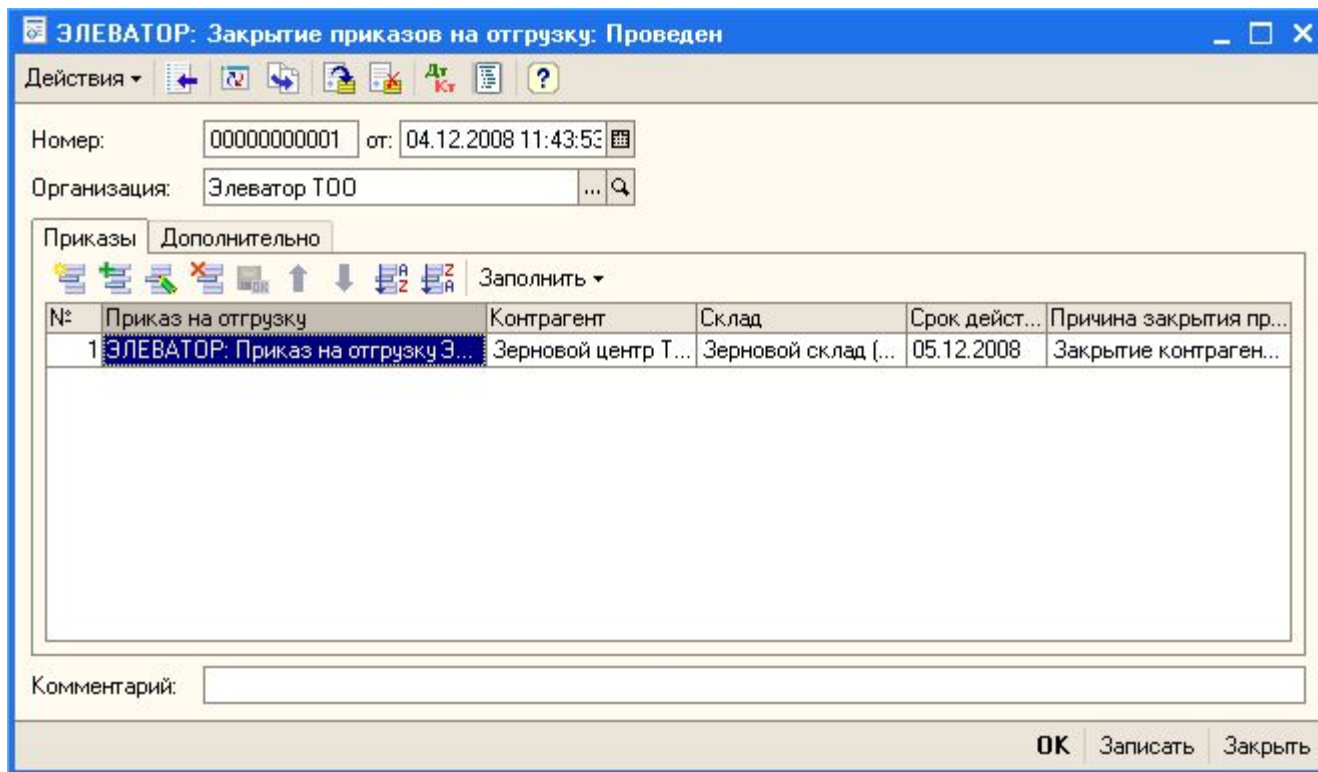 ЭЛЕВАТОР: Закрытие приказов на отгрузку: Проведен
Действия Дт Кт ?
Номер: 00000000001 от: 04.12.2008 11:43:53
Организация: Элеватор ТОО ...
Приказы Дополнительно
Заполнить
№ Приказ на отгрузку Контрагент Склад Срок дейст... Причина закрытия пр...
1 ЭЛЕВАТОР: Приказ на отгрузку Э... Зерновой центр Т... Зерновой склад (... 05.12.2008 Закрытие контраген...
Комментарий:
OK Записать Закрыть